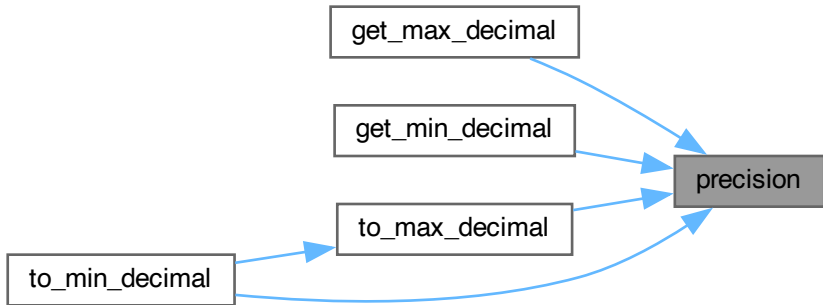 get_max_decimal
get_min_decimal
precision
to_max_decimal
to_min_decimal